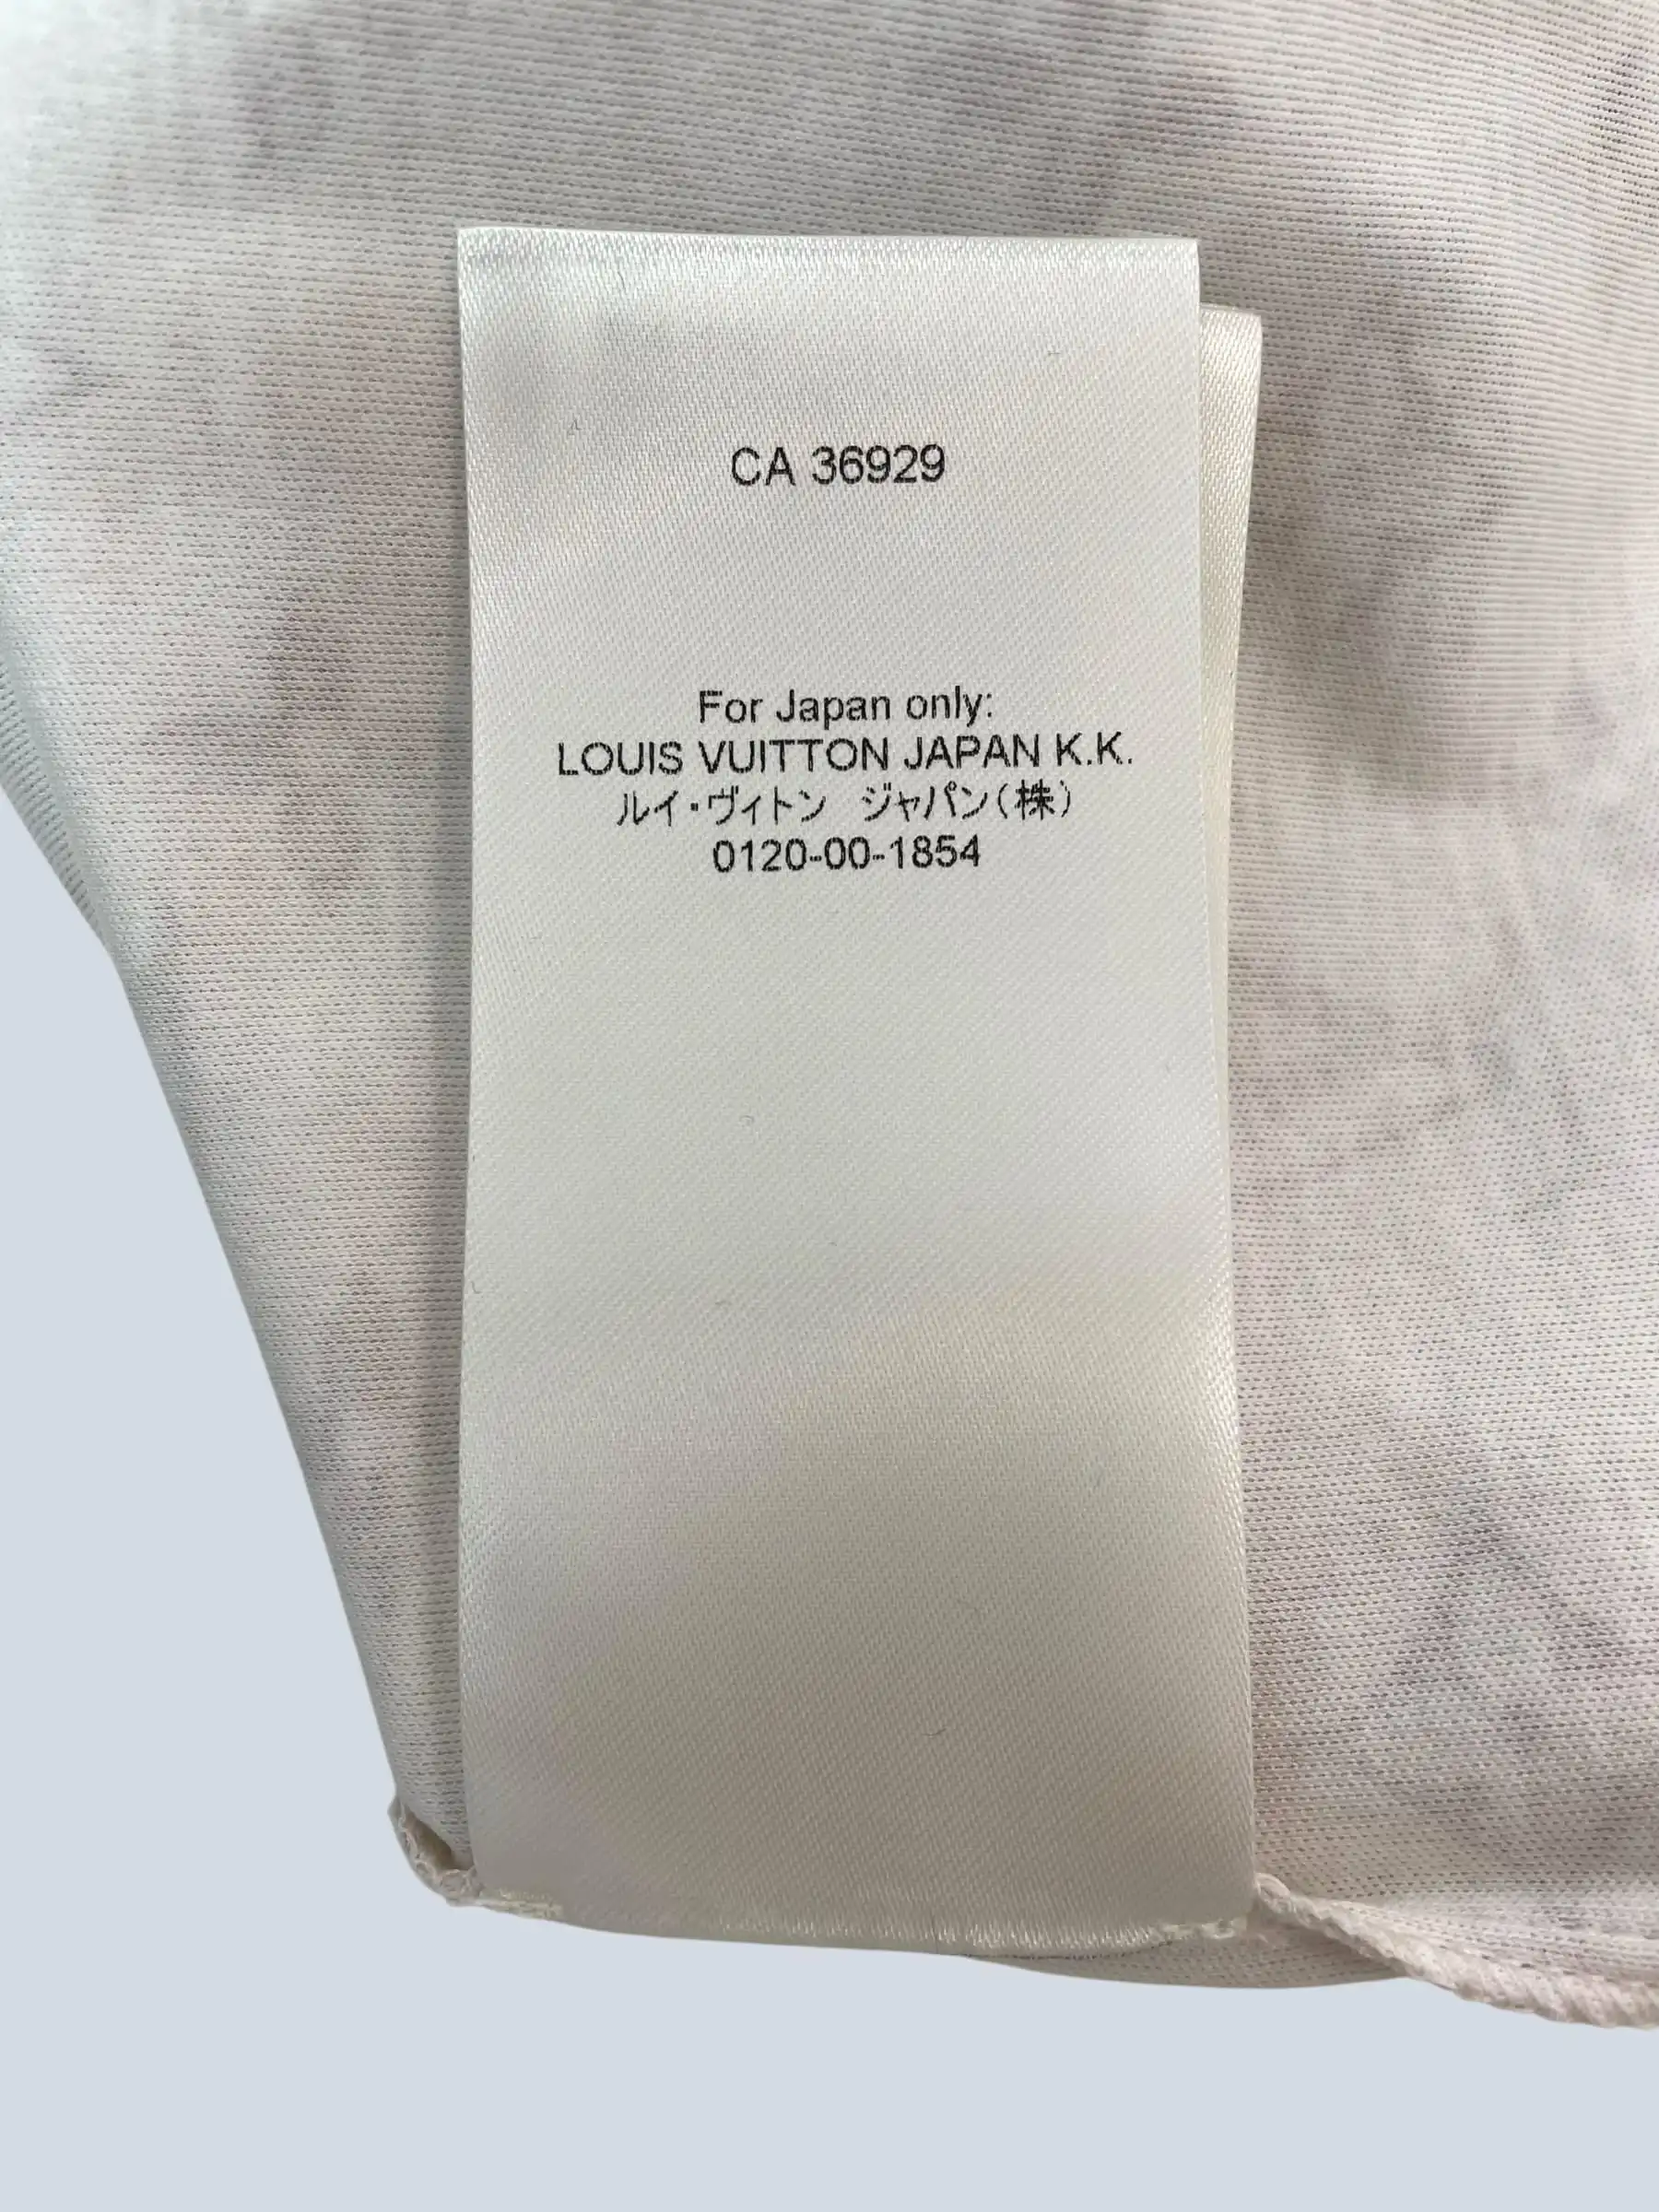 CA 36929
For Japan only:
LOUIS VUITTON JAPAN K.K.
ルイ・ヴィトン　ジャパン(株)
0120-00-1854